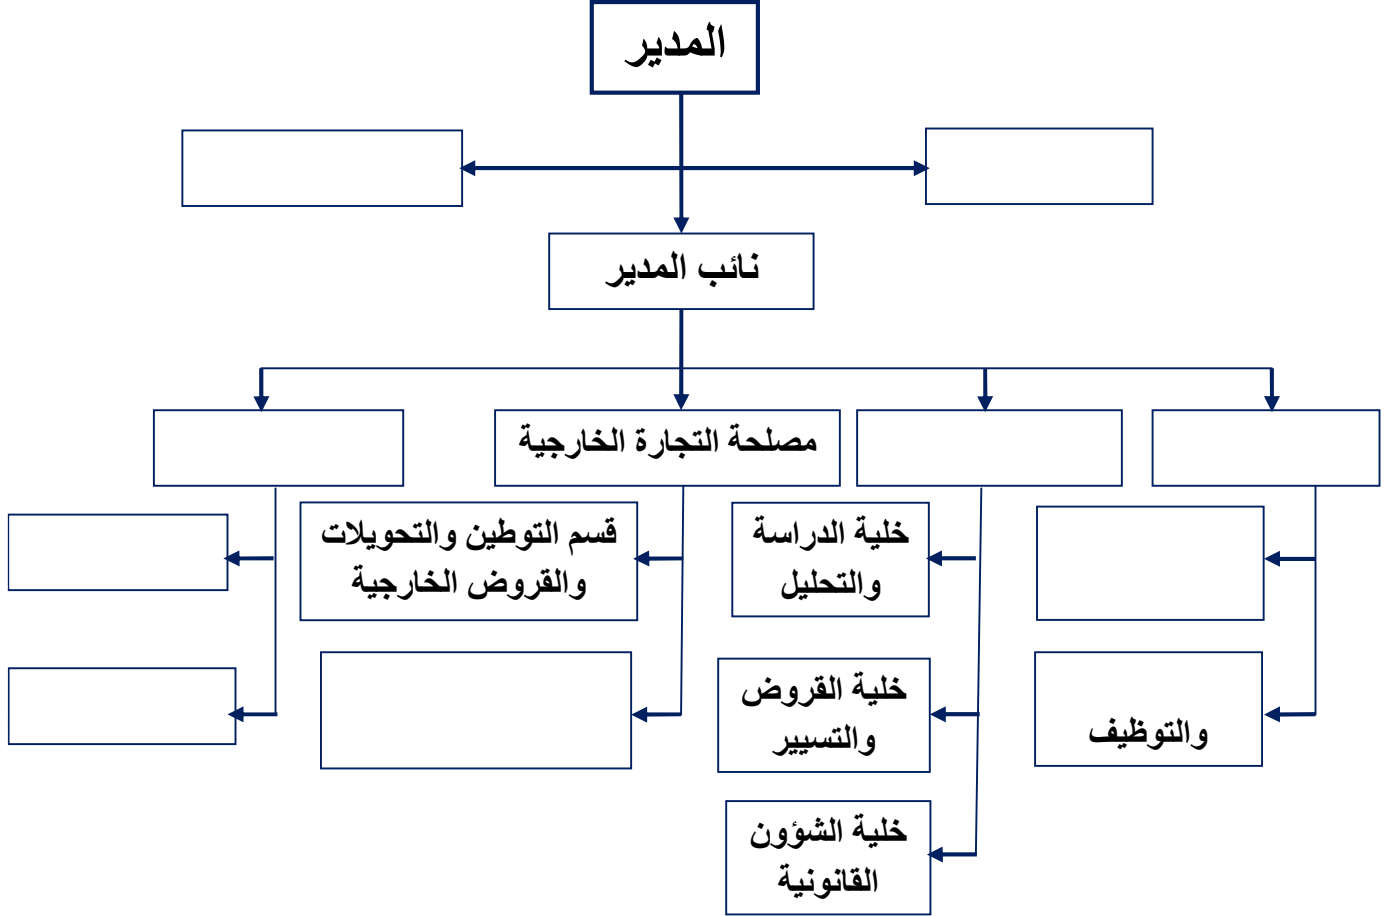 المدير
نائب المدير
مصلحة التجارة الخارجية
خلية الدراسة
والتحليل
قسم التوطين والتحويلات
والقروض الخارجية
والتوظيف
خلية القروض
والتسيير
خلية الشؤون
القانونية